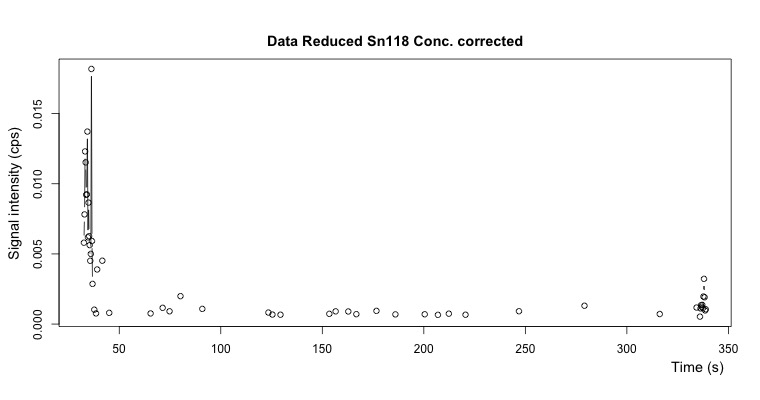 Data Reduced Sn118 Conc. corrected
Signal intensity (cps)
0.015
0.010
0.005
0.000
50 100 150 200 250 300 350
Time (s)